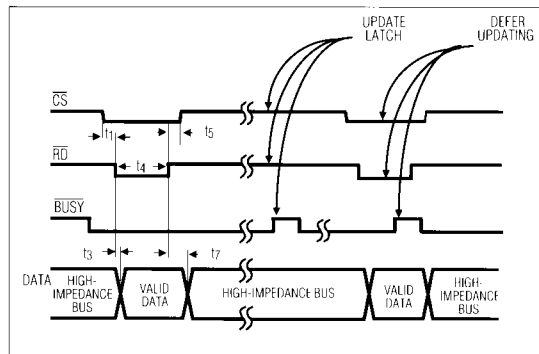 UPDATE
LATCH
DEFER
UPDATING
CS
t1
t5
RD
t4
BUSY
t3
t7
DATA
HIGH-
IMPEDANCE
BUS
VALID
DATA
HIGH-IMPEDANCE BUS
VALID
DATA
HIGH-
IMPEDANCE
BUS